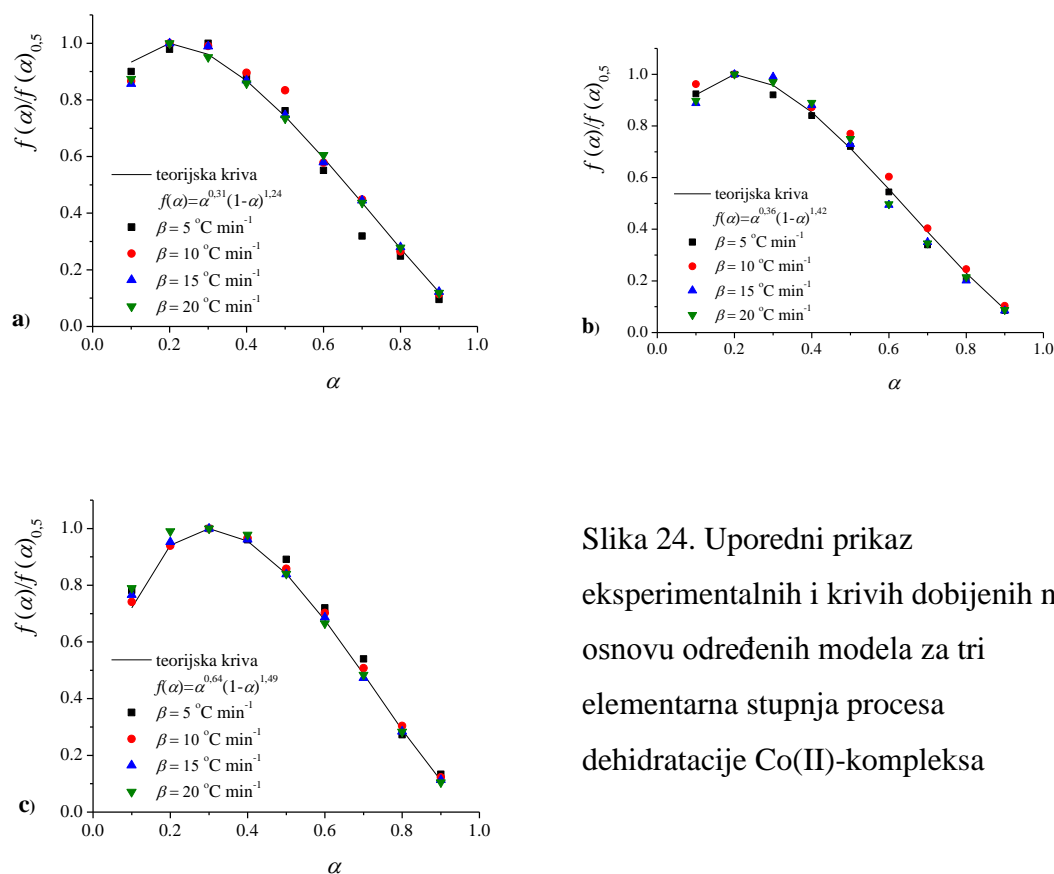 f (α)/f (α)0,5
1.0
0.8
0.6
0.4
0.2
0.0
teorijska kriva
f(α)=α^0,31(1-α)^1,24
β = 5 °C min⁻¹
β = 10 °C min⁻¹
β = 15 °C min⁻¹
β = 20 °C min⁻¹
a)
0.0 0.2 0.4 0.6 0.8 1.0
α
f (α)/f (α)0,5
1.0
0.8
0.6
0.4
0.2
0.0
teorijska kriva
f(α)=α^0,36(1-α)^1,42
β = 5 °C min⁻¹
β = 10 °C min⁻¹
β = 15 °C min⁻¹
β = 20 °C min⁻¹
b)
0.0 0.2 0.4 0.6 0.8 1.0
α
f (α)/f (α)0,5
1.0
0.8
0.6
0.4
0.2
0.0
teorijska kriva
f(α)=α^0,64(1-α)^1,49
β = 5 °C min⁻¹
β = 10 °C min⁻¹
β = 15 °C min⁻¹
β = 20 °C min⁻¹
c)
0.0 0.2 0.4 0.6 0.8 1.0
α
Slika 24. Uporedni prikaz
eksperimentalnih i krivih dobijenih
osnovu određenih modela za tri
elementarna stupnja procesa
dehidratacije Co(II)-kompleksa